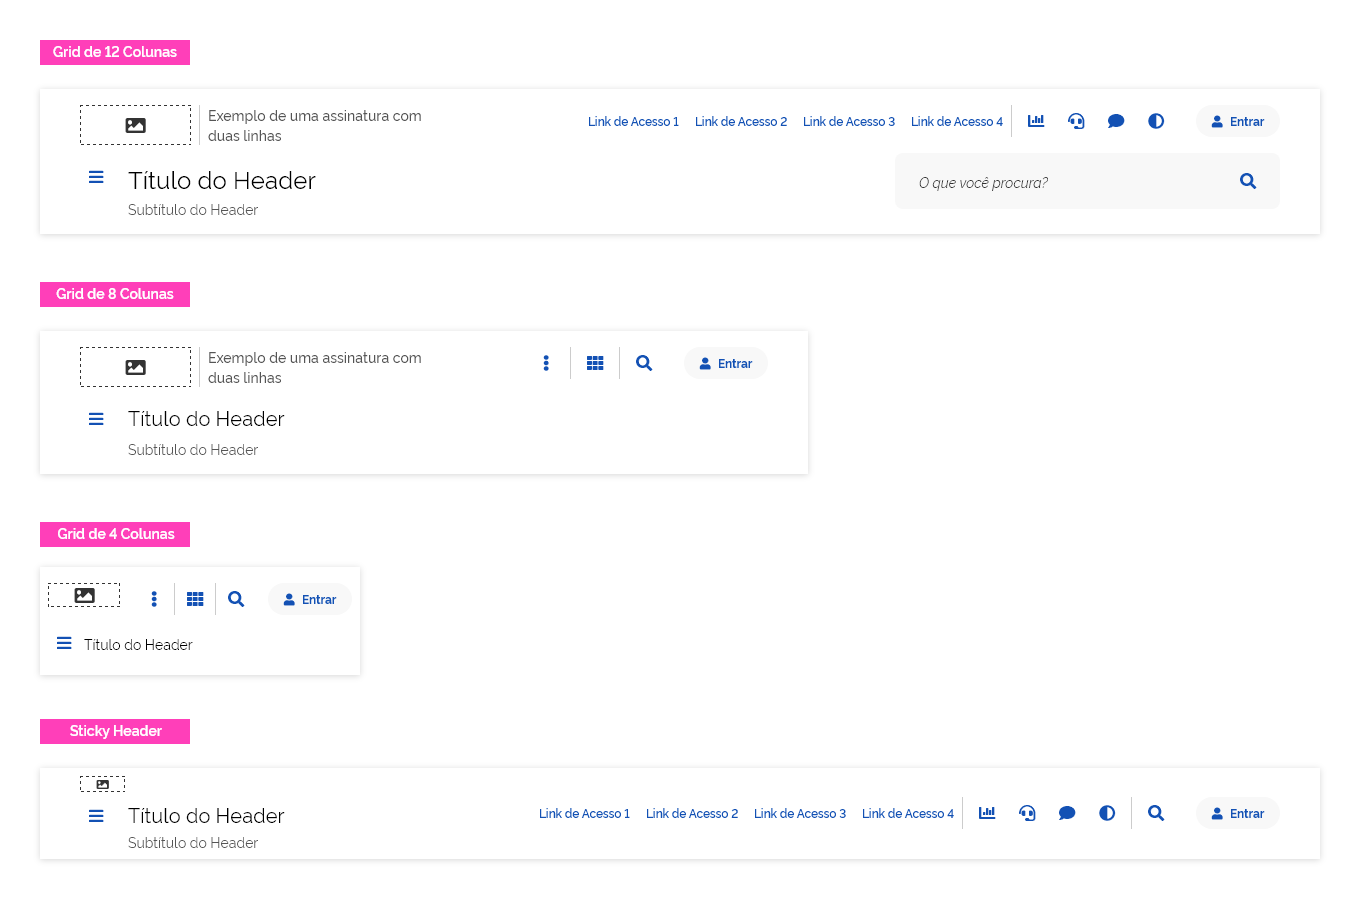 Grid de 12 Colunas
Exemplo de uma assinatura com
duas linhas
Link de Acesso 1 Link de Acesso 2 Link de Acesso 3 Link de Acesso 4 Entrar
Título do Header
O que você procura?
Subtítulo do Header
Grid de 8 Colunas
Exemplo de uma assinatura com
duas linhas
Entrar
Título do Header
Subtítulo do Header
Grid de 4 Colunas
Entrar
Título do Header
Sticky Header
Título do Header
Link de Acesso 1 Link de Acesso 2 Link de Acesso 3 Link de Acesso 4 Entrar
Subtítulo do Header